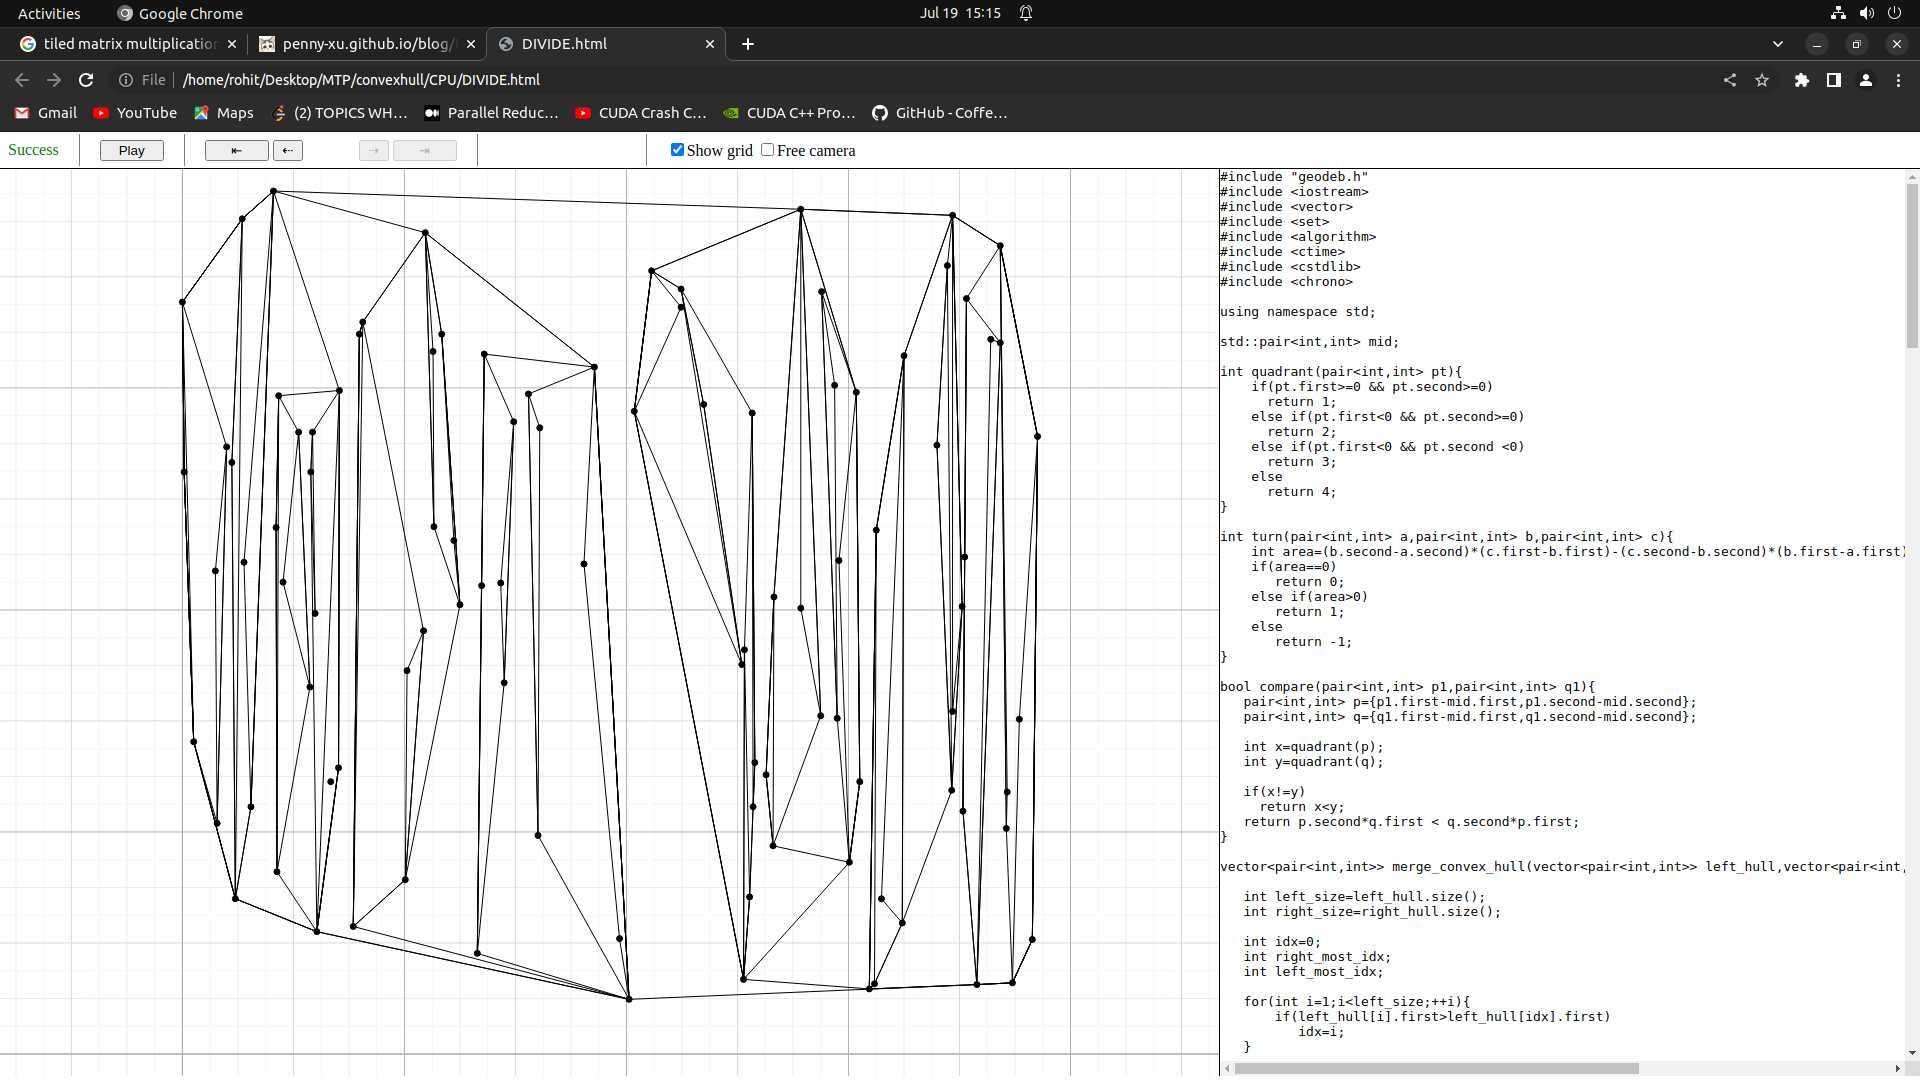 Activities Google Chrome Jul 19 15:15
tiled matrix multiplication penny-xu.github.io/blog/ DIVIDE.html
File /home/rohit/Desktop/MTP/convexhull/CPU/DIVIDE.html
Gmail YouTube Maps (2) TOPICS WH... Parallel Reduc... CUDA Crash C... CUDA C++ Pro... GitHub - Coffe...
Success Play Show grid Free camera
#include "geodeb.h"
#include <iostream>
#include <vector>
#include <set>
#include <algorithm>
#include <ctime>
#include <cstdlib>
#include <chrono>
using namespace std;
std::pair<int,int> mid;
int quadrant(pair<int,int> pt){
if(pt.first>=0 && pt.second>=0)
return 1;
else if(pt.first<0 && pt.second>=0)
return 2;
else if(pt.first<0 && pt.second <0)
return 3;
else
return 4;
}
int turn(pair<int,int> a,pair<int,int> b,pair<int,int> c){
int area=(b.second-a.second)*(c.first-b.first)-(c.second-b.second)*(b.first-a.first)
if(area==0)
return 0;
else if(area>0)
return 1;
else
return -1;
}
bool compare(pair<int,int> p1,pair<int,int> q1){
pair<int,int> p={p1.first-mid.first,p1.second-mid.second};
pair<int,int> q={q1.first-mid.first,q1.second-mid.second};
int x=quadrant(p);
int y=quadrant(q);
if(x!=y)
return x<y;
return p.second*q.first < q.second*p.first;
}
vector<pair<int,int>> merge_convex_hull(vector<pair<int,int>> left_hull,vector<pair<int,
int left_size=left_hull.size();
int right_size=right_hull.size();
int idx=0;
int right_most_idx;
int left_most_idx;
for(int i=1;i<left_size;++i){
if(left_hull[i].first>left_hull[idx].first)
idx=i;
}